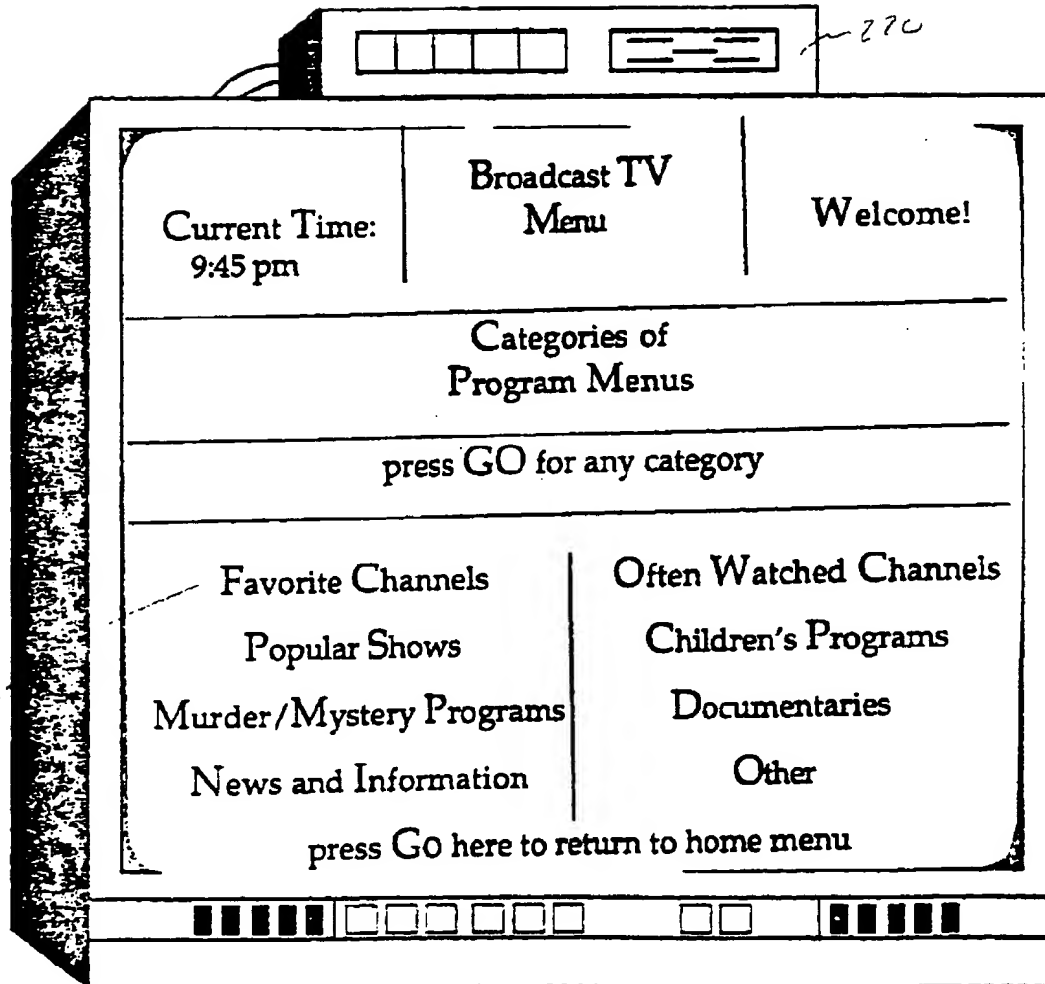 220
Broadcast TV
Menu
Current Time:
9:45 pm
Welcome!
Categories of
Program Menus
press GO for any category
Favorite Channels
Often Watched Channels
Popular Shows
Children's Programs
Murder/Mystery Programs
Documentaries
News and Information
Other
press Go here to return to home menu